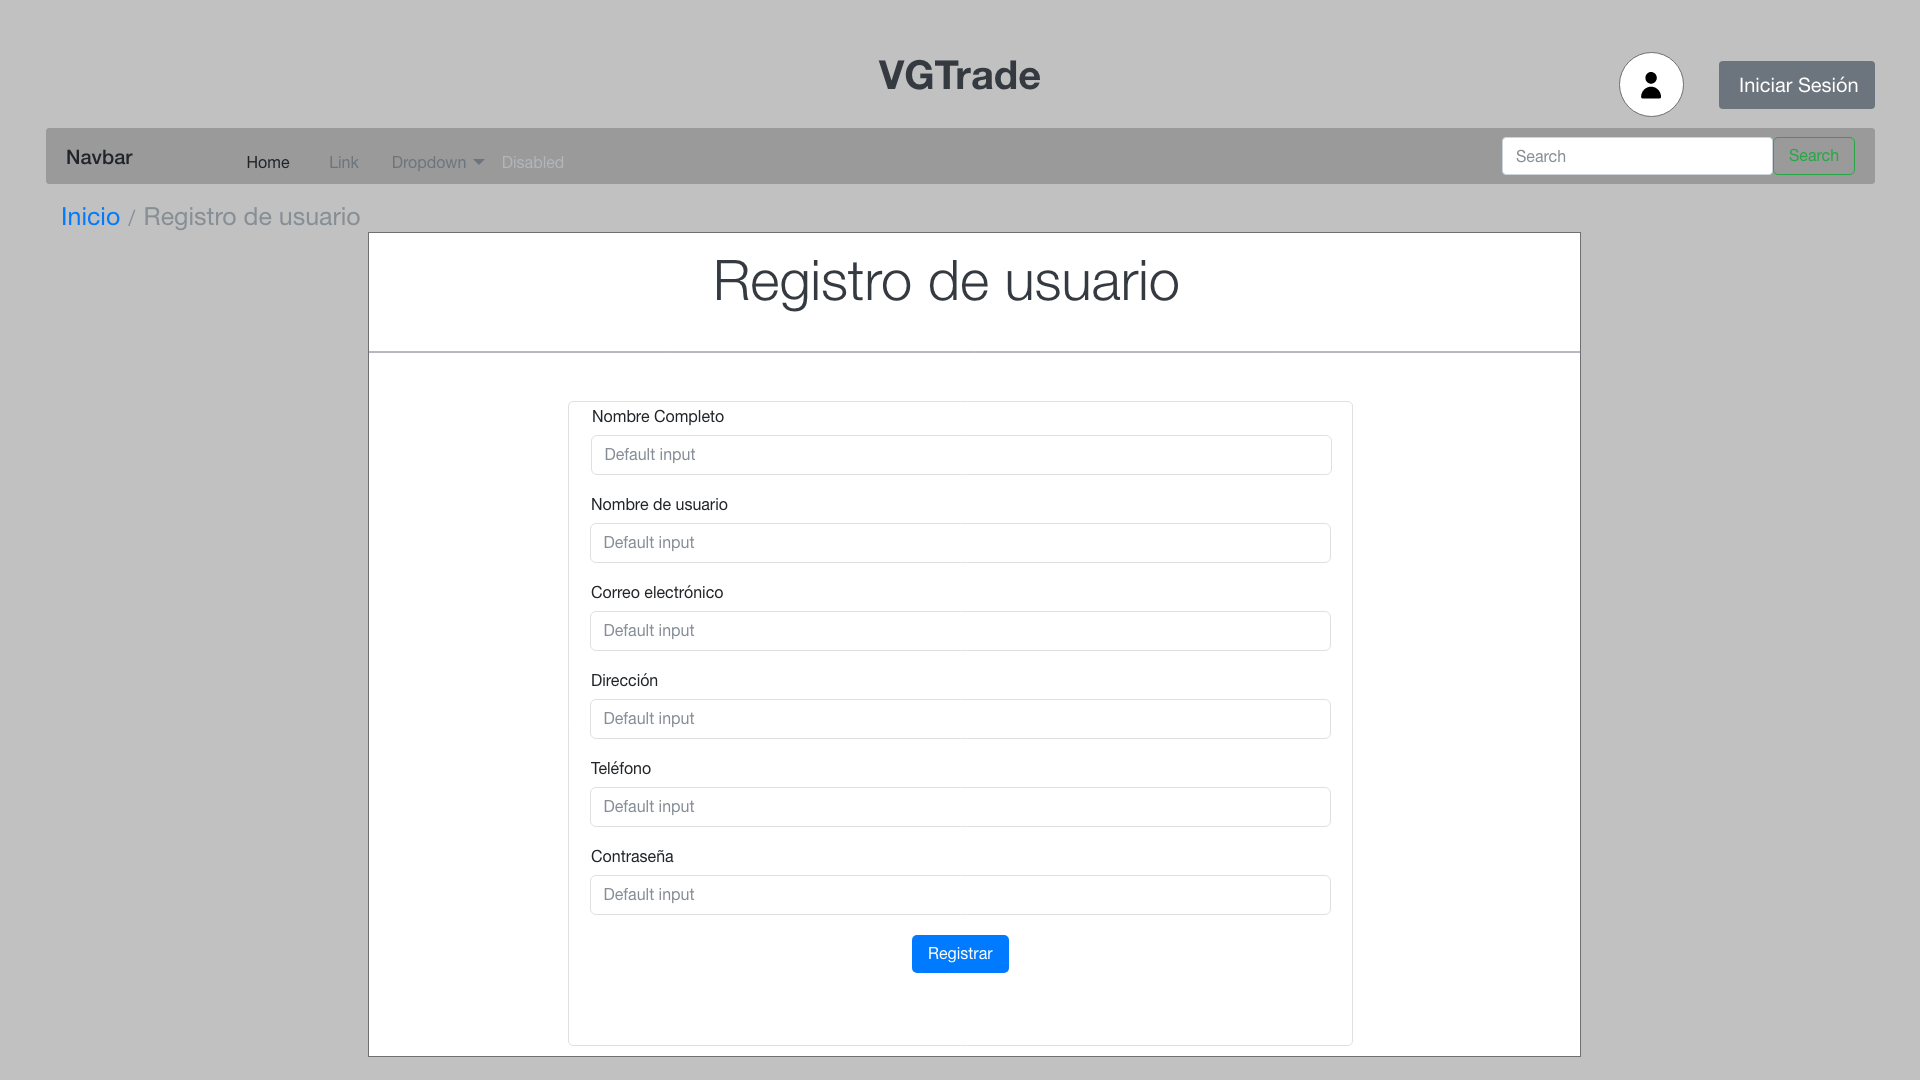 VGTrade
Iniciar Sesión
Navbar Home Link Dropdown Disabled Search Search
Inicio / Registro de usuario
Registro de usuario
Nombre Completo
Default input
Nombre de usuario
Default input
Correo electrónico
Default input
Dirección
Default input
Teléfono
Default input
Contraseña
Default input
Registrar